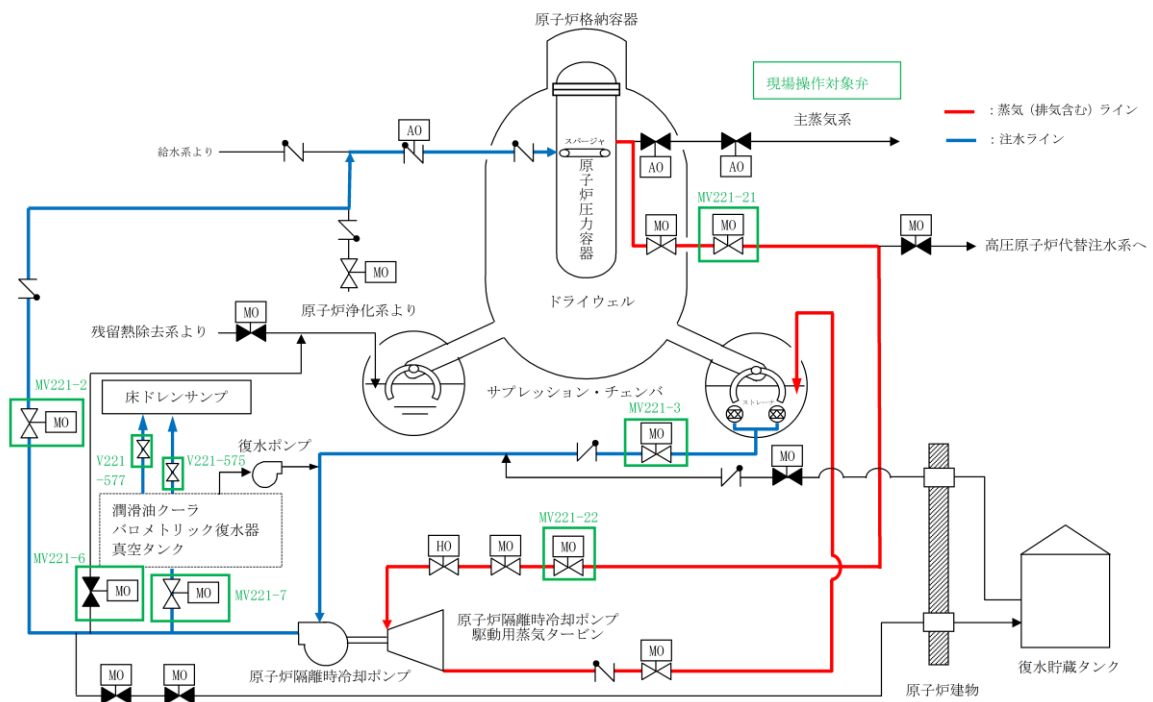 原子炉格納容器
現場操作対象弁
：蒸気（排気含む）ライン
：注水ライン
主蒸気系
給水系より
AO
スパージャ
原子炉圧力容器
AO
AO
MV221-21
MO
MO
MO
高圧原子炉代替注水系へ
MO
原子炉浄化系より
ドライウェル
残留熱除去系より
MO
MV221-2
MO
床ドレンサンプ
サプレッション・チェンバ
ストレーナ
MV221-3
MO
V221
-577
V221-575
復水ポンプ
MO
潤滑油クーラ
バロメトリック復水器
真空タンク
MV221-6
MO
MO
MV221-7
MV221-22
HO
MO
MO
原子炉隔離時冷却ポンプ
駆動用蒸気タービン
原子炉隔離時冷却ポンプ
MO
MO
MO
原子炉建物
復水貯蔵タンク